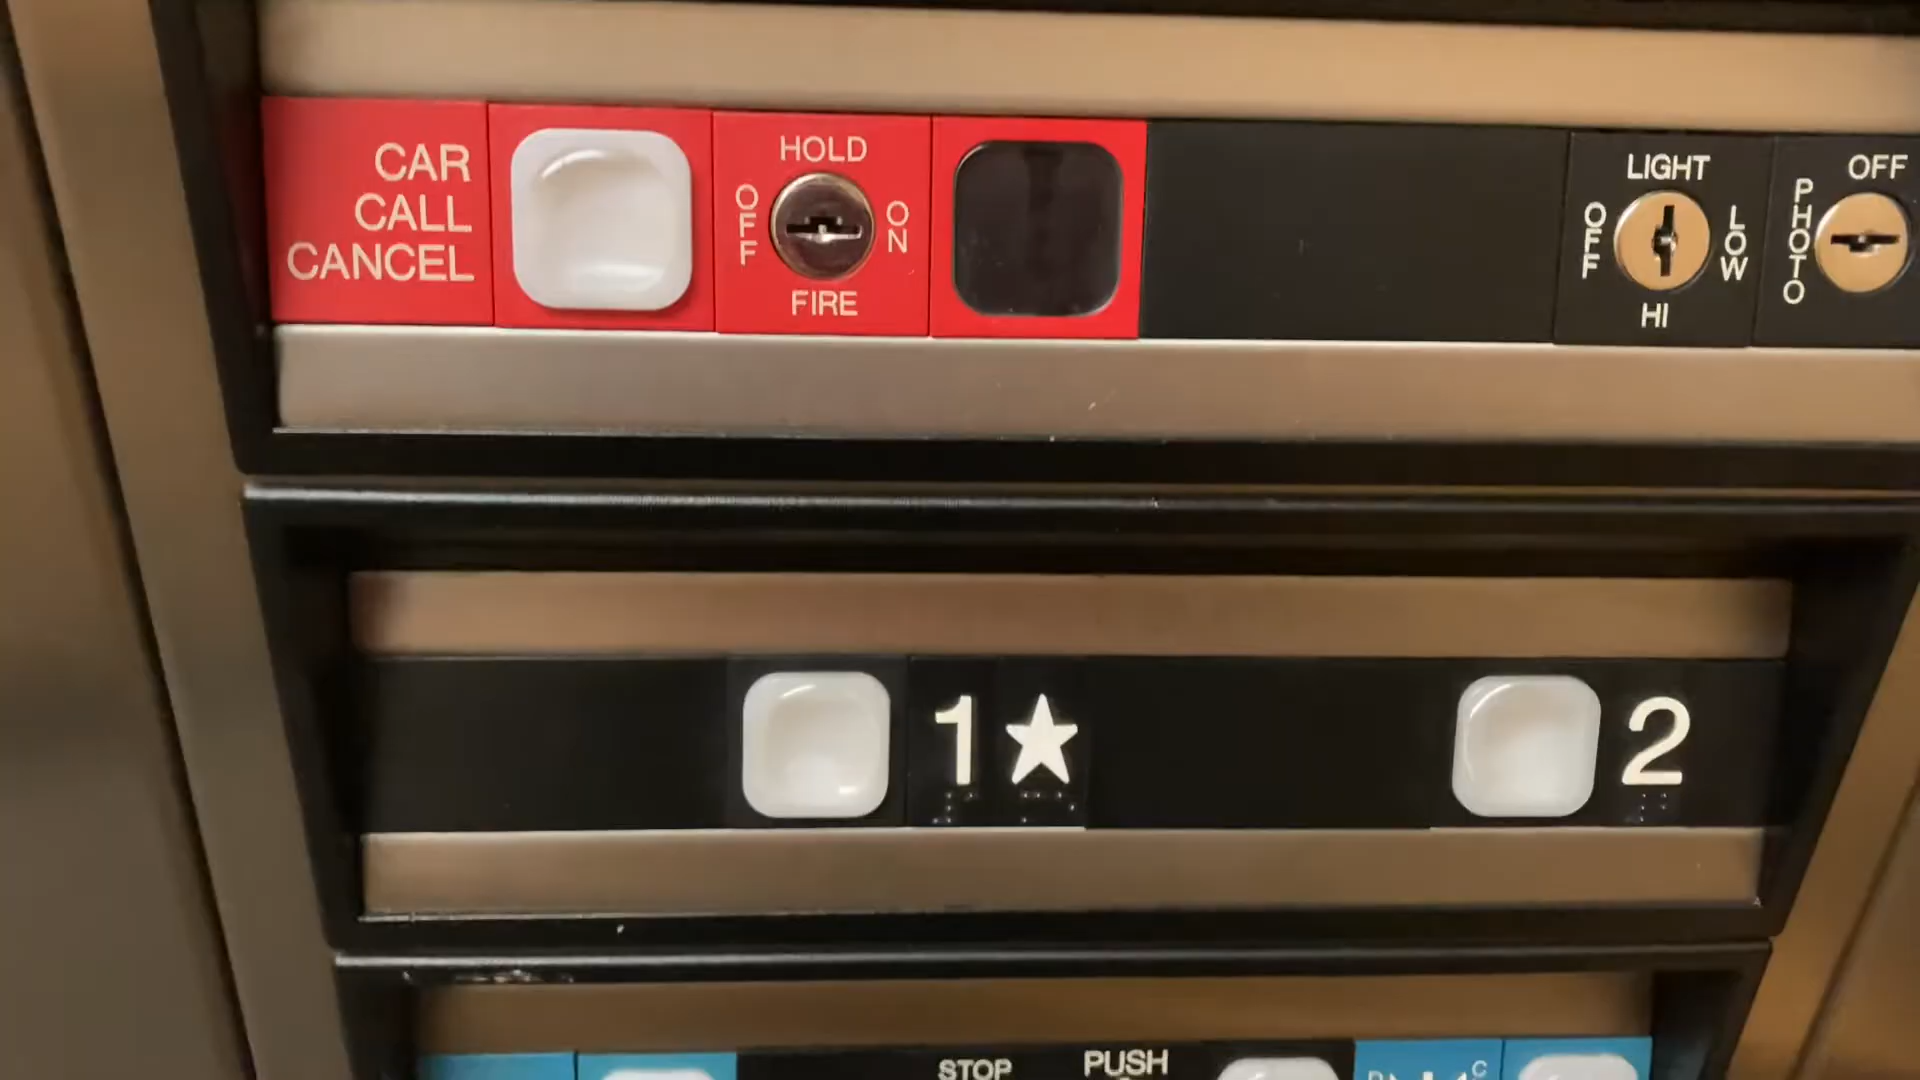 CAR
CALL
CANCEL
HOLD
OFF
ON
FIRE
LIGHT
OFF
LOW
HI
OFF
PHOTO
1★
2
STOP
PUSH